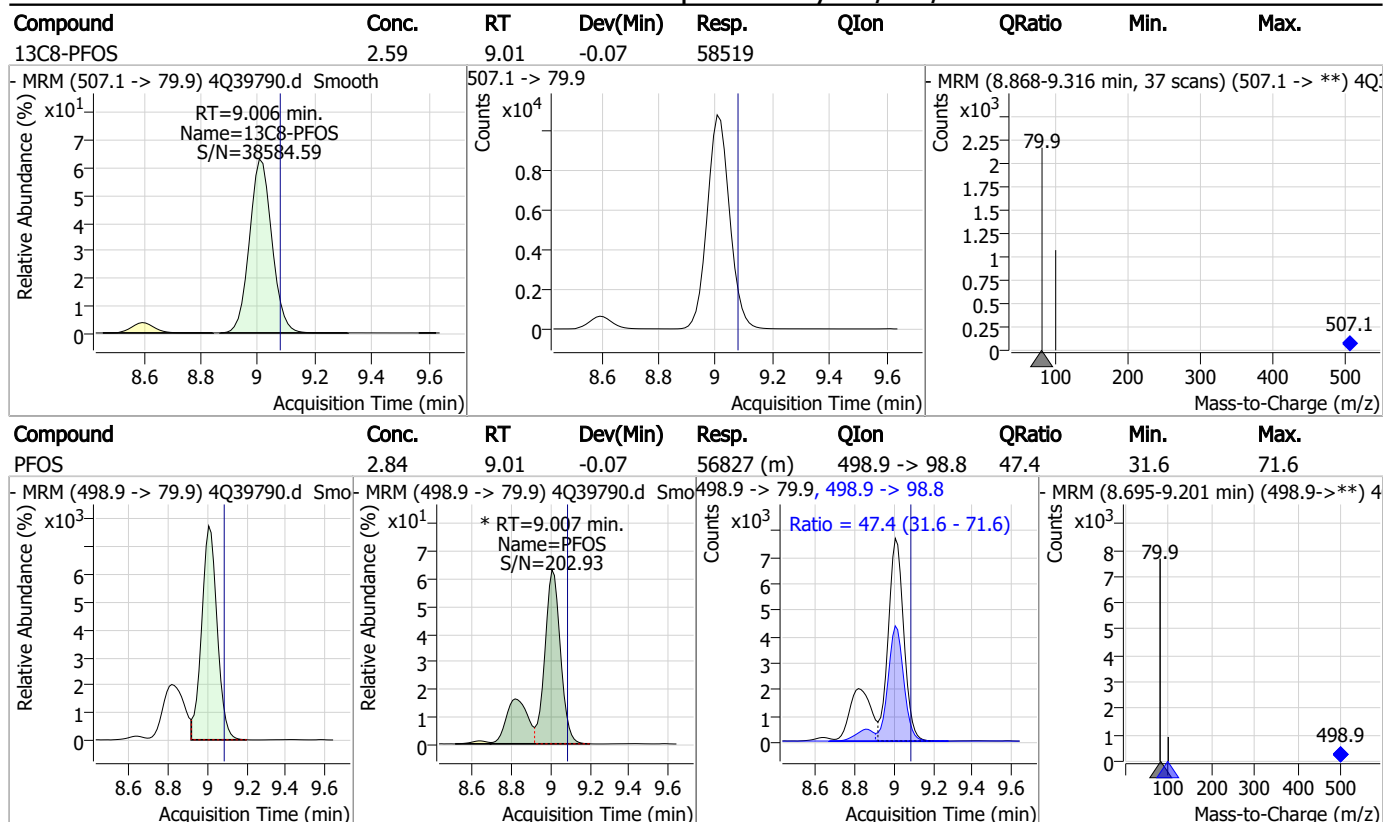 Compound Conc. RT Dev(Min) Resp. QIon QRatio Min. Max.
13C8-PFOS 2.59 9.01 -0.07 58519
- MRM (507.1 -> 79.9) 4Q39790.d Smooth
x10¹
RT=9.006 min.
Name=13C8-PFOS
S/N=38584.59
Relative Abundance (%)
7
6
5
4
3
2
1
0
8.6 8.8 9 9.2 9.4 9.6
Acquisition Time (min)
507.1 -> 79.9
Counts
x10⁴
0.8
0.6
0.4
0.2
0
8.6 8.8 9 9.2 9.4 9.6
Acquisition Time (min)
- MRM (8.868-9.316 min, 37 scans) (507.1 -> **) 4Q3
Counts
x10³
2.25
2
1.75
1.5
1.25
1
0.75
0.5
0.25
0
79.9
507.1
100 200 300 400 500
Mass-to-Charge (m/z)
Compound Conc. RT Dev(Min) Resp. QIon QRatio Min. Max.
PFOS 2.84 9.01 -0.07 56827 (m) 498.9 -> 98.8 47.4 31.6 71.6
- MRM (498.9 -> 79.9) 4Q39790.d Smo
Relative Abundance (%)
x10³
6
5
4
3
2
1
0
8.6 8.8 9 9.2 9.4 9.6
Acquisition Time (min)
- MRM (498.9 -> 79.9) 4Q39790.d Smo
Relative Abundance (%)
x10¹
* RT=9.007 min.
Name=PFOS
S/N=202.93
7
6
5
4
3
2
1
0
8.6 8.8 9 9.2 9.4 9.6
Acquisition Time (min)
498.9 -> 79.9, 498.9 -> 98.8
Counts
x10³
Ratio = 47.4 (31.6 - 71.6)
7
6
5
4
3
2
1
0
8.6 8.8 9 9.2 9.4 9.6
Acquisition Time (min)
- MRM (8.695-9.201 min) (498.9->**) 4
Counts
x10³
8
7
6
5
4
3
2
1
0
79.9
498.9
100 200 300 400 500
Mass-to-Charge (m/z)